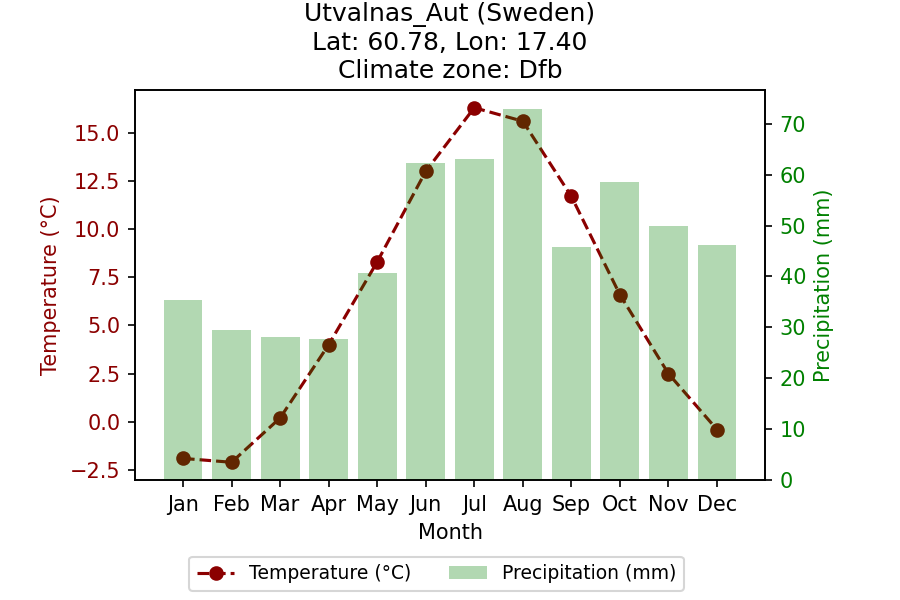 Utvalnas_Aut (Sweden)
Lat: 60.78, Lon: 17.40
Climate zone: Dfb
Temperature (°C)
15.0
12.5
10.0
7.5
5.0
2.5
0.0
−2.5
70
60
50
40
30
20
10
0
Precipitation (mm)
Jan Feb Mar Apr May Jun Jul Aug Sep Oct Nov Dec
Month
Temperature (°C) Precipitation (mm)